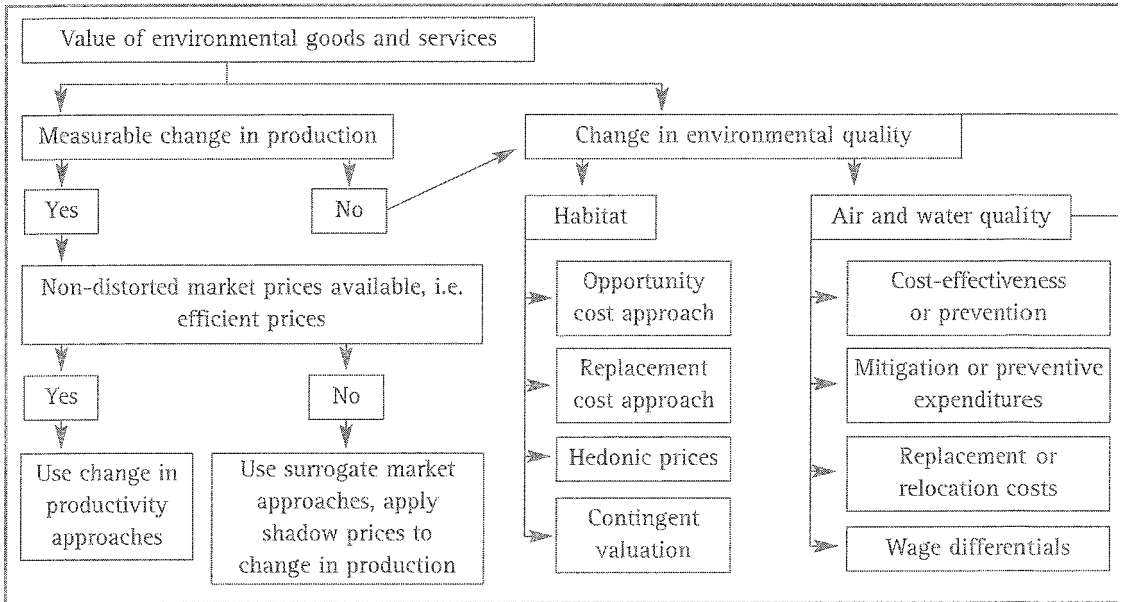 Value of environmental goods and services
Measurable change in production
Change in environmental quality
Yes
No
Habitat
Air and water quality
Non-distorted market prices available, i.e.
efficient prices
Opportunity
cost approach
Cost-effectiveness
or prevention
Yes
No
Replacement
cost approach
Mitigation or preventive
expenditures
Use change in
productivity
approaches
Use surrogate market
approaches, apply
shadow prices to
change in production
Hedonic prices
Replacement or
relocation costs
Contingent
valuation
Wage differentials